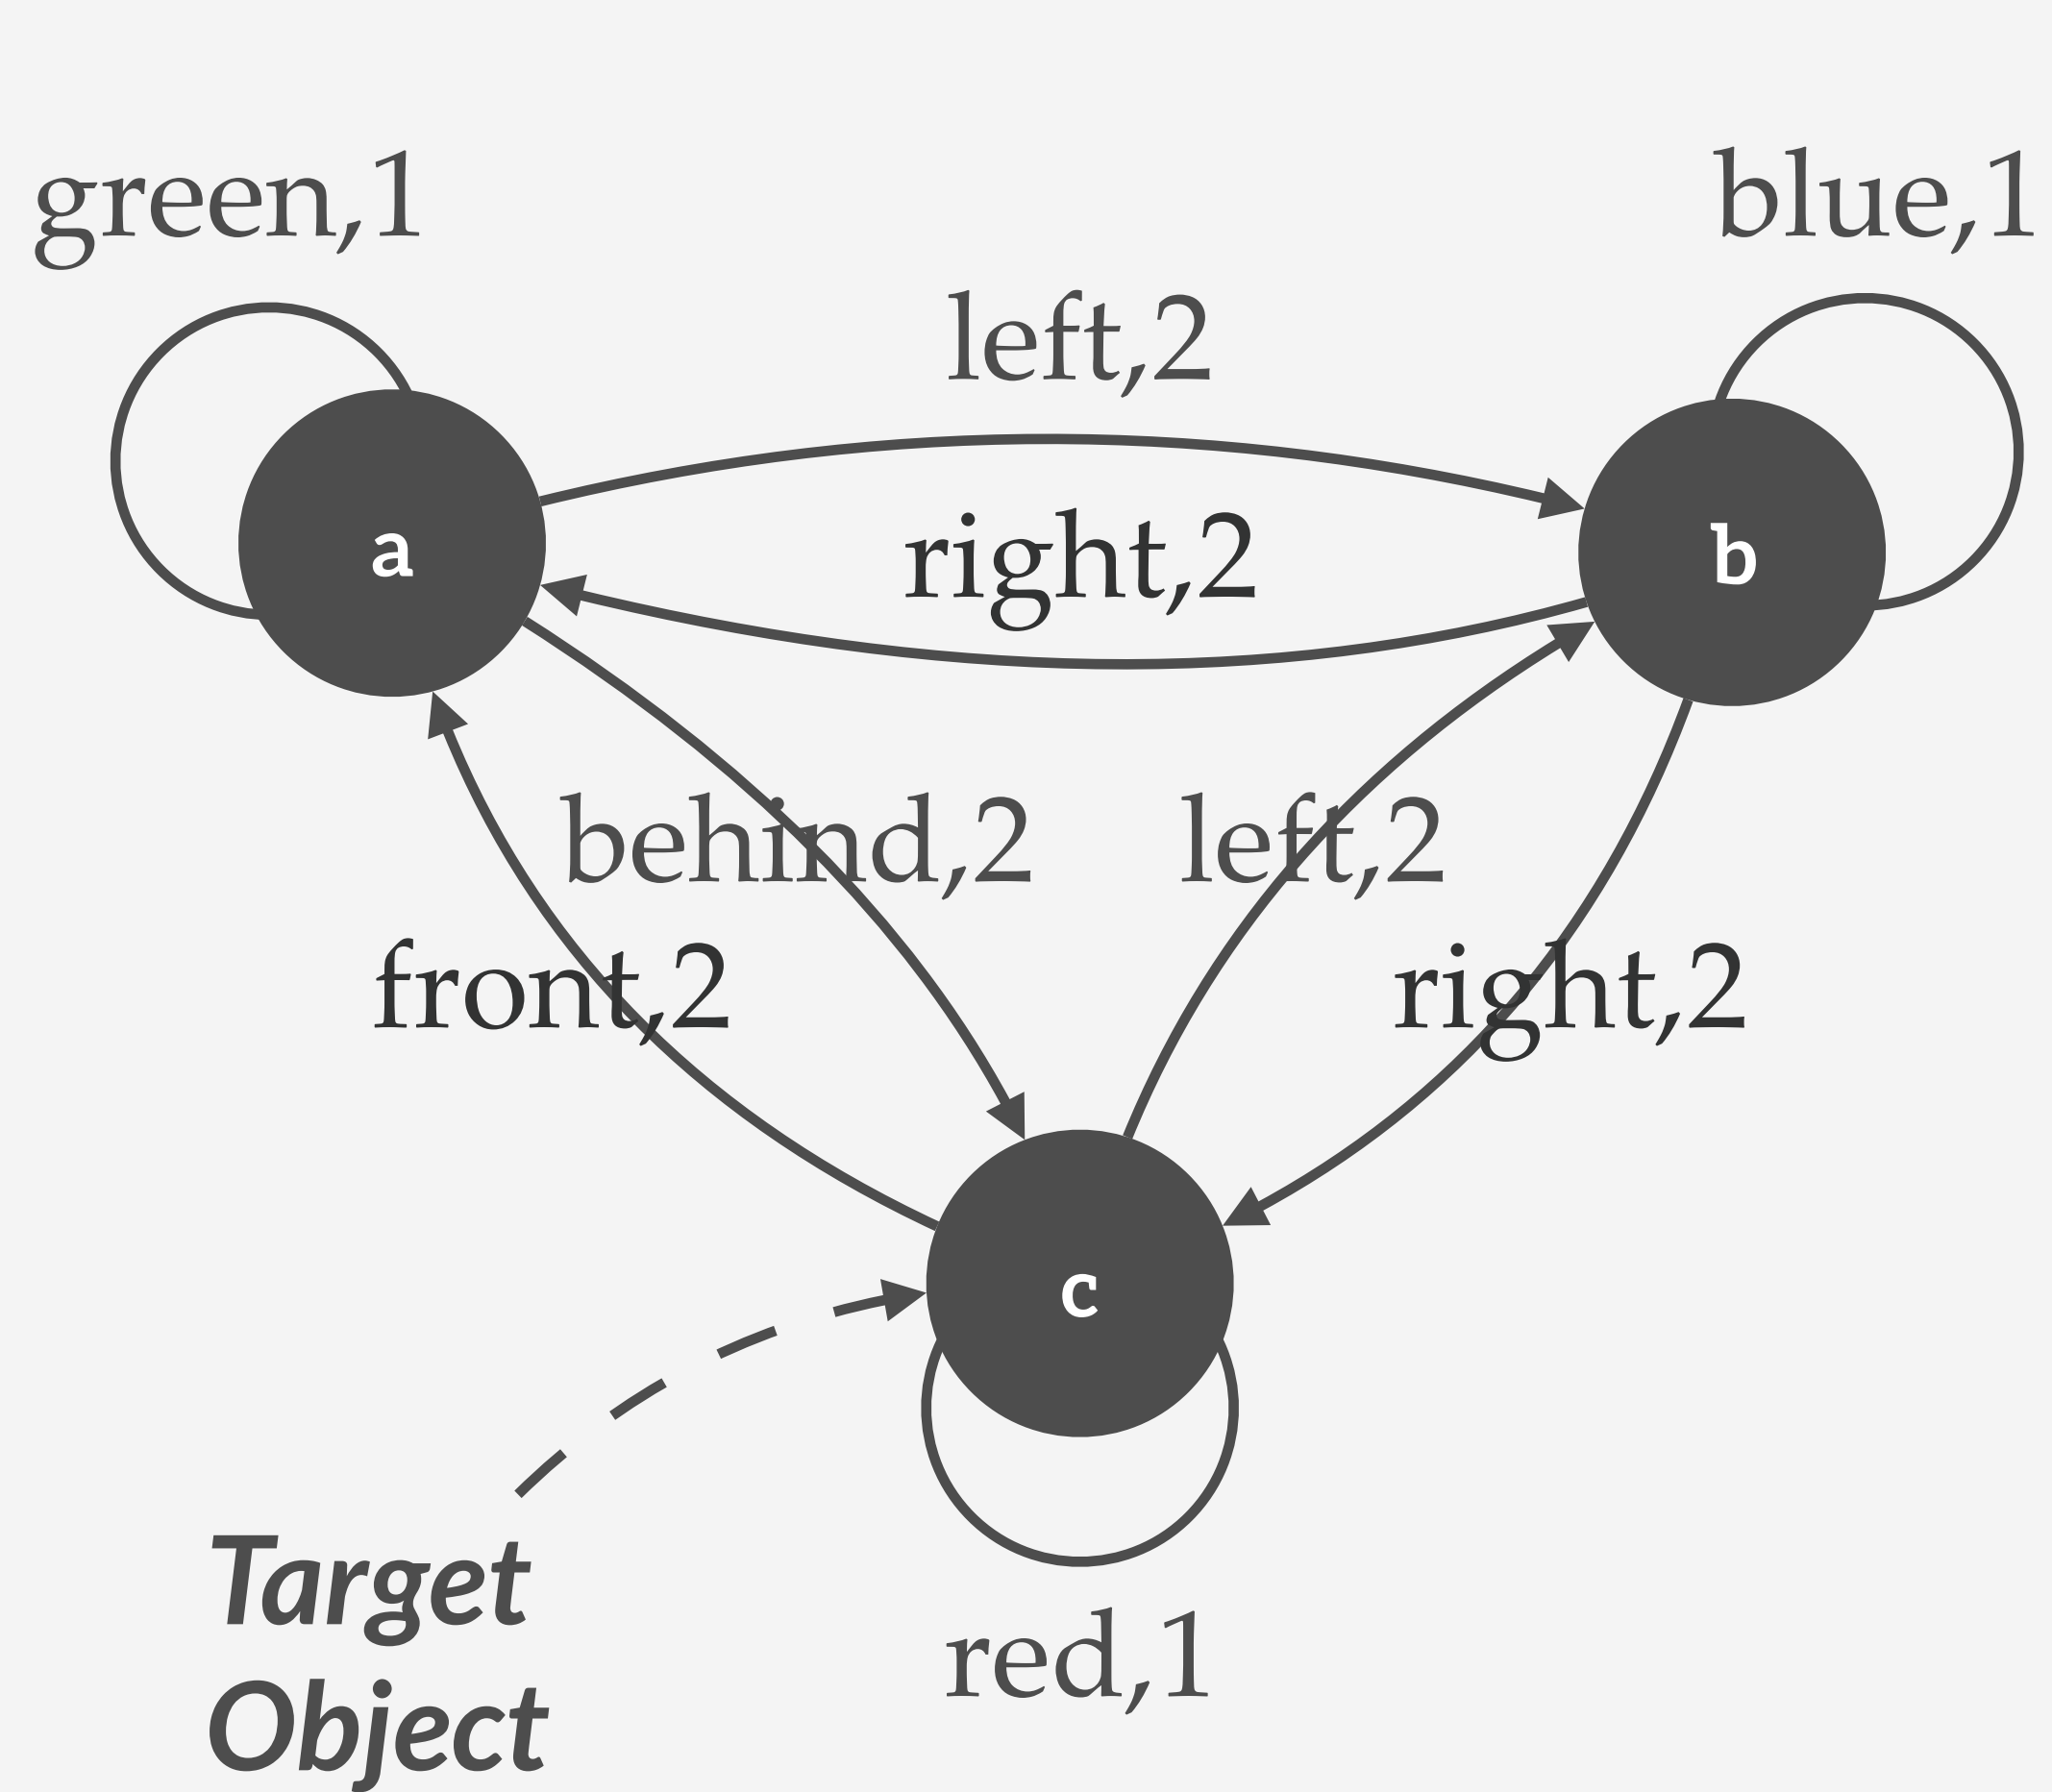 green,1
blue,1
left,2
a
right,2
b
behind,2
left,2
front,2
right,2
c
Target
Object
red,1